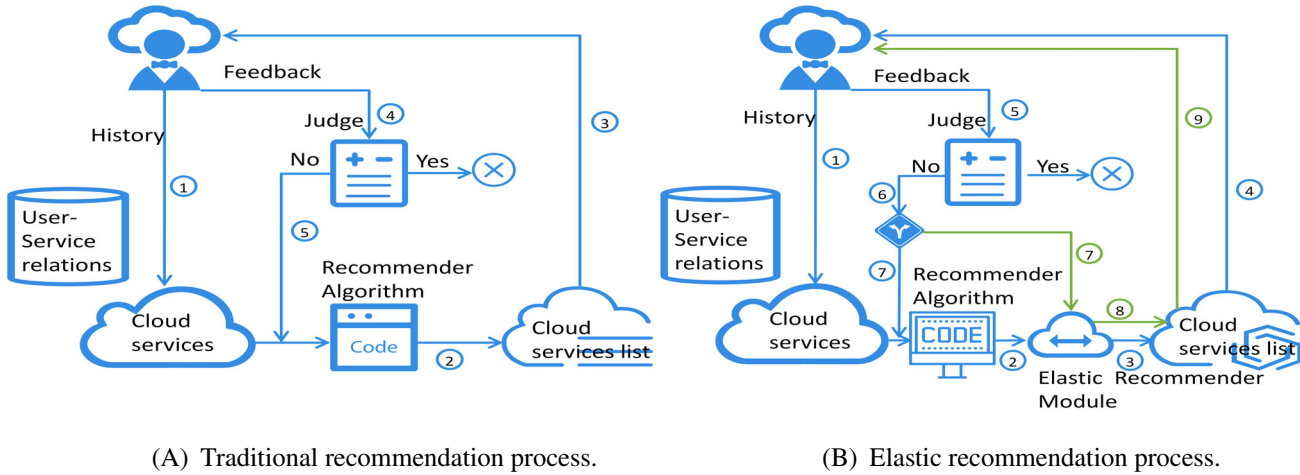 Feedback
④
③
Judge
History
No
Yes
①
User-
Service
relations
⑤
Recommender
Algorithm
Cloud
services
Code
②
Cloud
services list
(A) Traditional recommendation process.
Feedback
⑤
⑨
Judge
History
No
Yes
①
⑥
④
User-
Service
relations
⑦
⑦
Recommender
Algorithm
⑧
Cloud
services
CODE
②
③
Cloud
services list
Elastic Recommender
Module
(B) Elastic recommendation process.